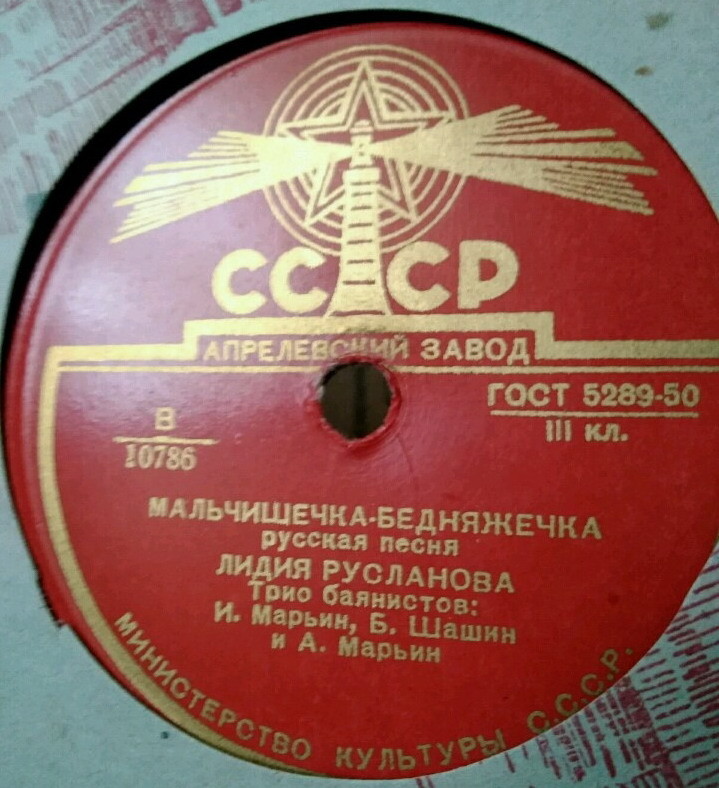 СССР
АПРЕЛЕВСКИЙ ЗАВОД
ГОСТ 5289-50
III кл.
В
10786
МАЛЬЧИШЕЧКА-БЕДНЯЖЕЧКА
русская песня
ЛИДИЯ РУСЛАНОВА
Трио баянистов:
И. Марьин, Б. Шашин
и А. Марьин
МИНИСТЕРСТВО КУЛЬТУРЫ С.С.С.Р.